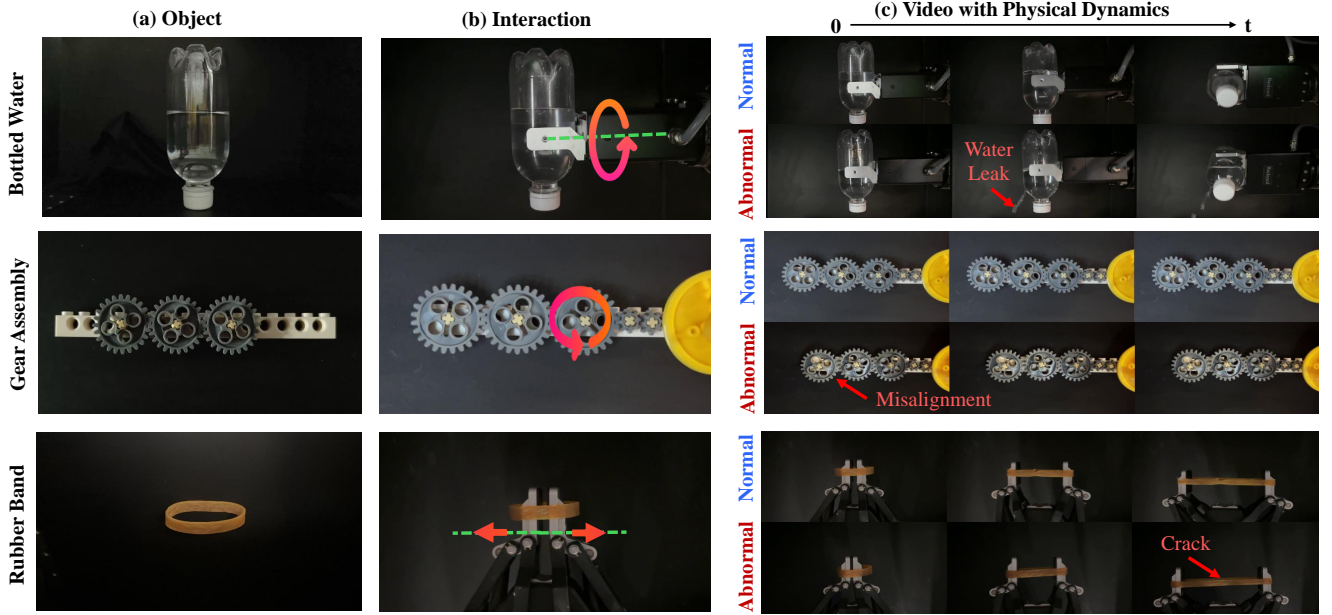 (a) Object
(b) Interaction
(c) Video with Physical Dynamics
0
t
Bottled Water
Normal
Abnormal
Water
Leak
Gear Assembly
Normal
Abnormal
Misalignment
Rubber Band
Normal
Abnormal
Crack